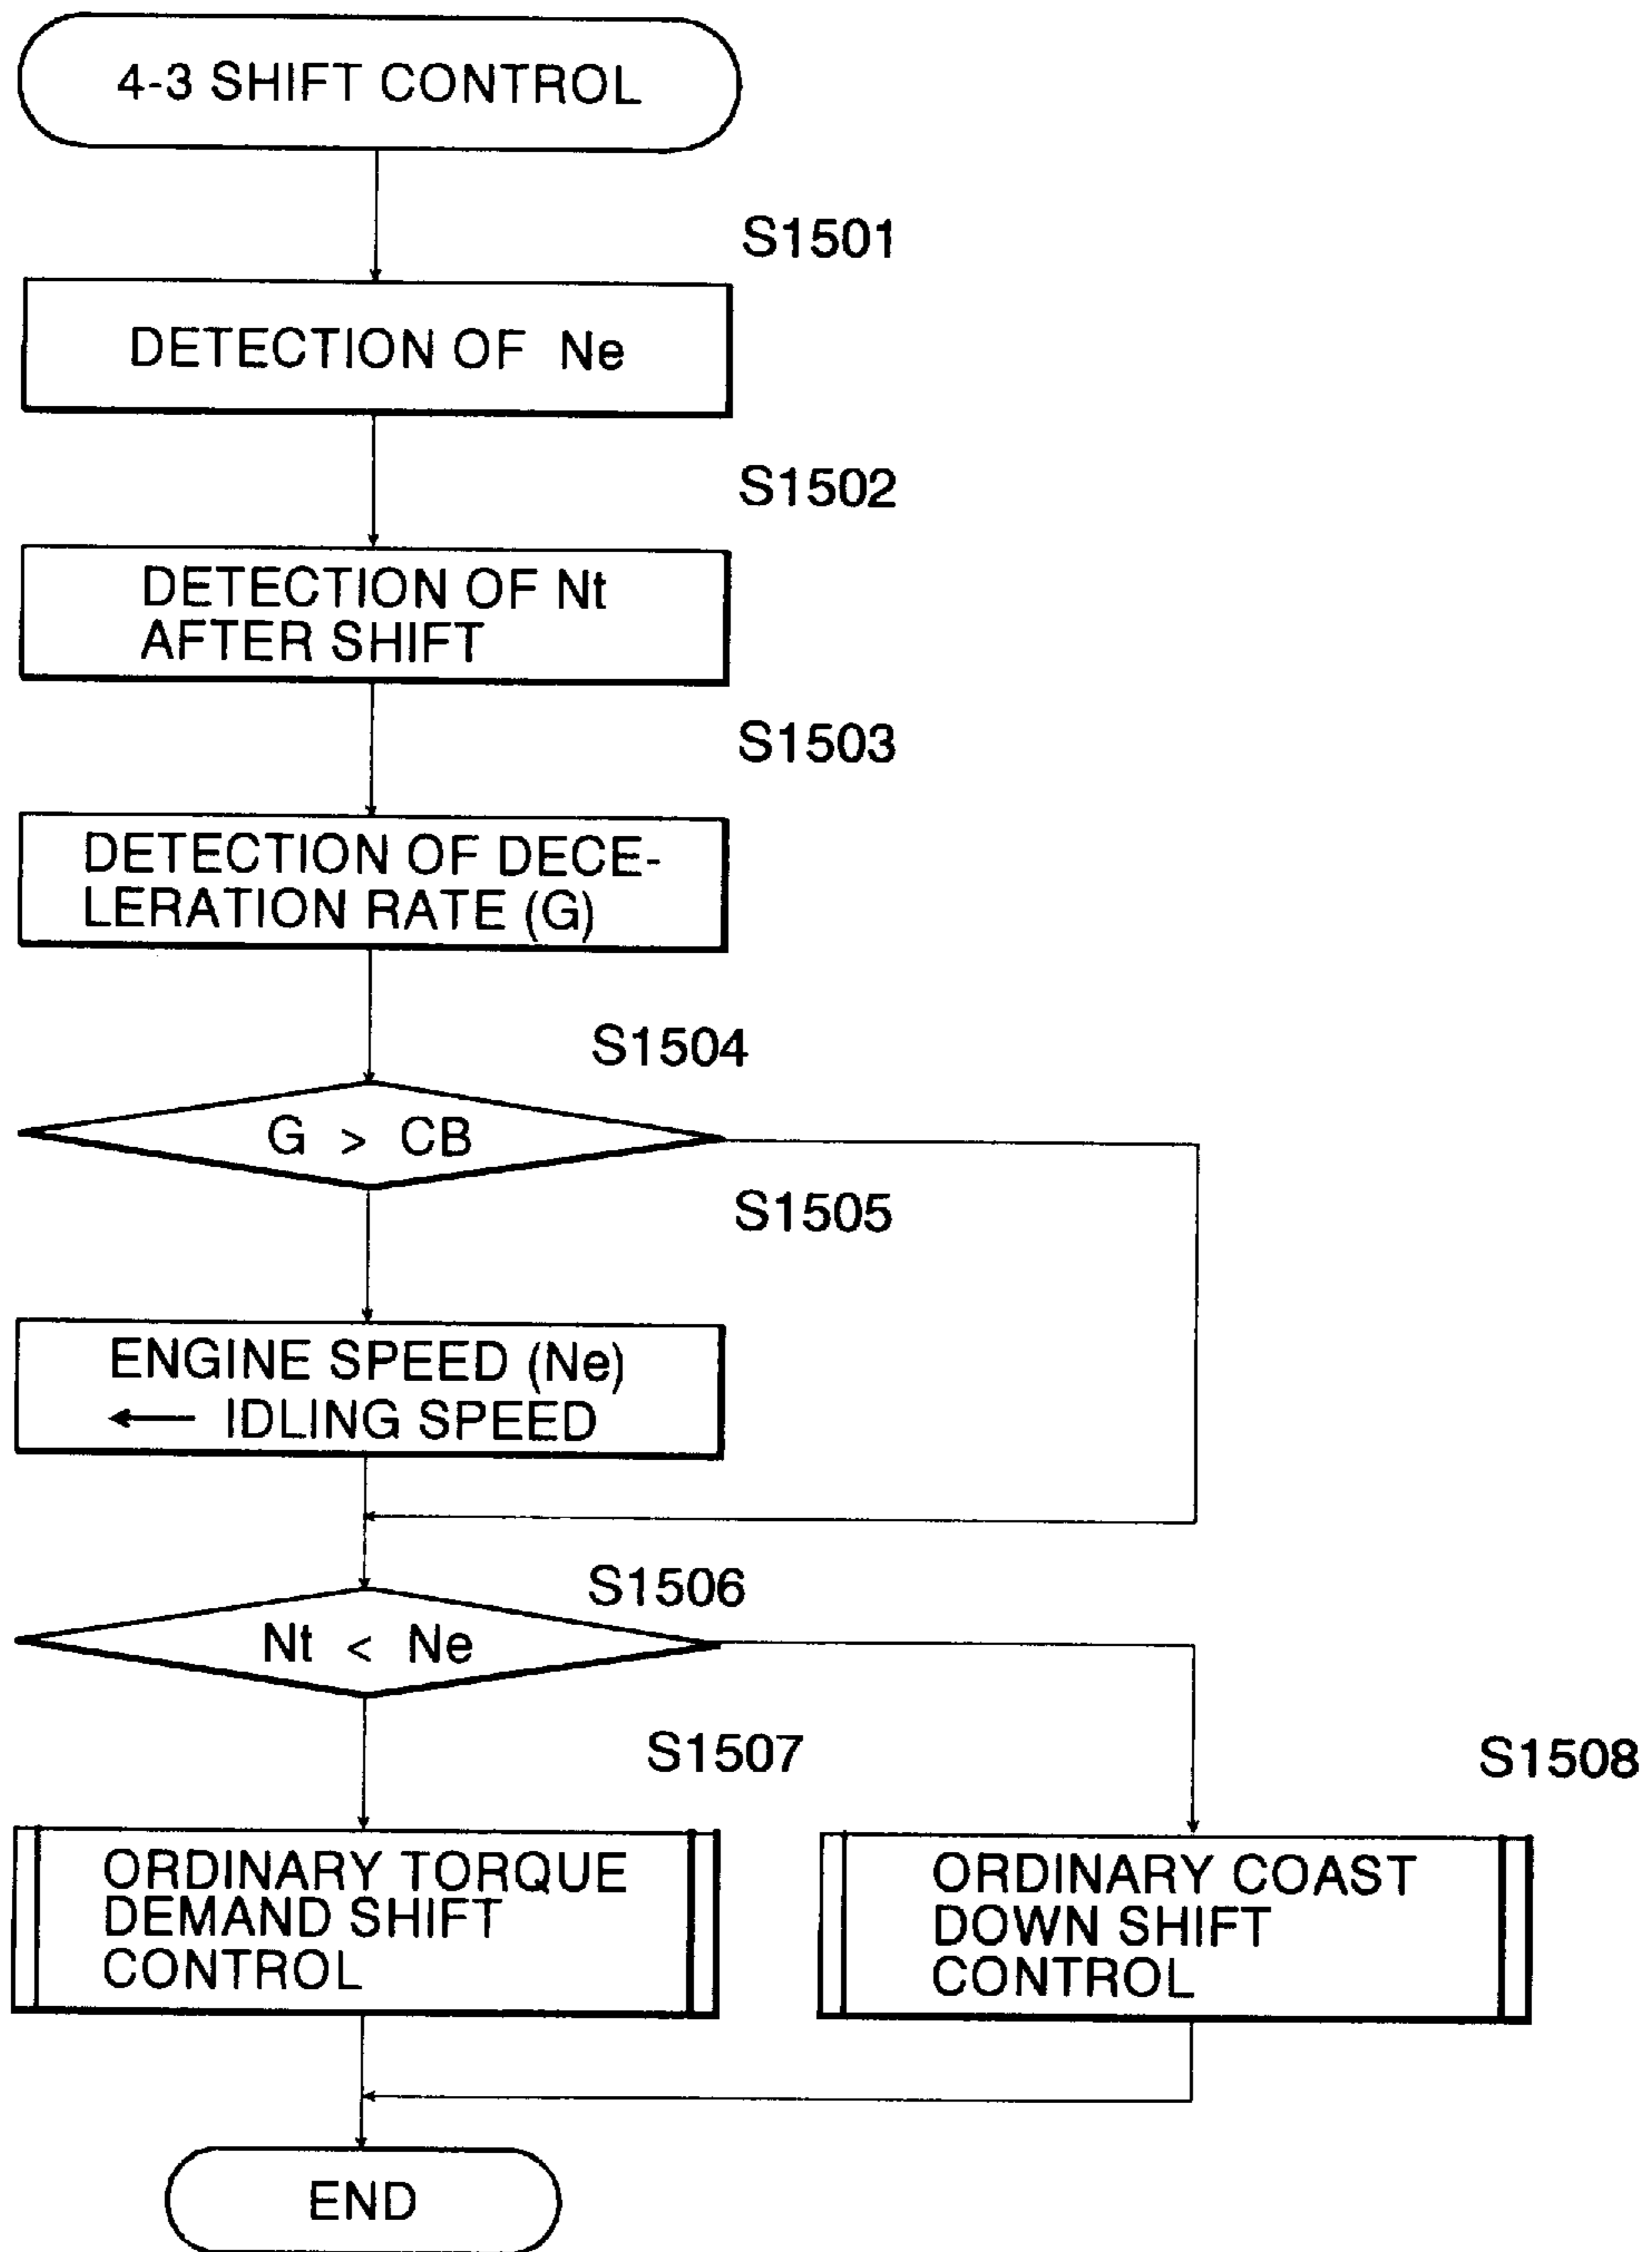 4-3 SHIFT CONTROL
S1501
DETECTION OF Ne
S1502
DETECTION OF Nt
AFTER SHIFT
S1503
DETECTION OF DECE-
LERATION RATE (G)
S1504
G > CB
S1505
ENGINE SPEED (Ne)
← IDLING SPEED
S1506
Nt < Ne
S1507
ORDINARY TORQUE
DEMAND SHIFT
CONTROL
S1508
ORDINARY COAST
DOWN SHIFT
CONTROL
END